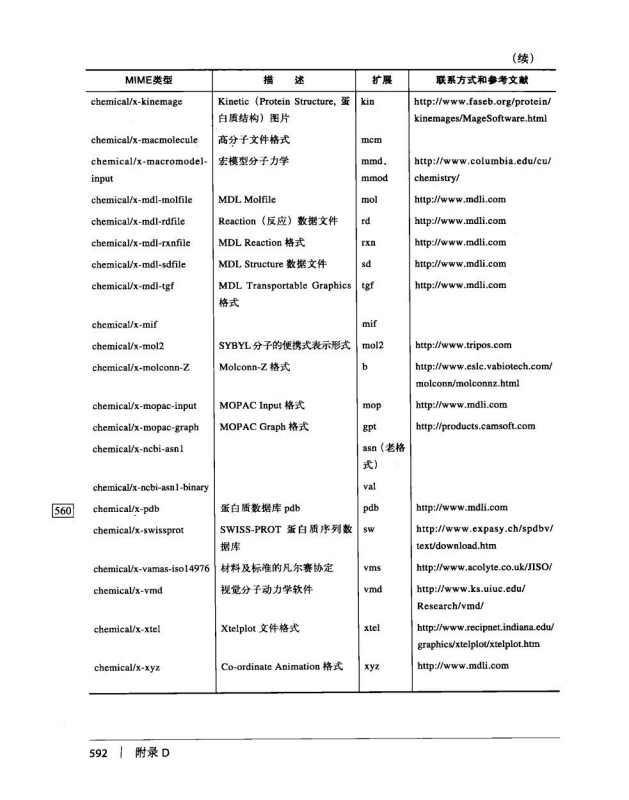 (续)
MIME类型 描 述 扩展 联系方式和参考文献
chemical/x-kinemage Kinetic (Protein Structure, 蛋 kin http://www.faseb.org/protein/
白质结构) 图片 kinemages/MageSoftware.html
chemical/x-macmolecule 高分子文件格式 mcm
chemical/x-macromodel- 宏模型分子力学 mmd, http://www.columbia.edu/cu/
input mmod chemistry/
chemical/x-mdl-molfile MDL Molfile mol http://www.mdli.com
chemical/x-mdl-rdfile Reaction (反应) 数据文件 rd http://www.mdli.com
chemical/x-mdl-rxnfile MDL Reaction 格式 rxn http://www.mdli.com
chemical/x-mdl-sdfile MDL Structure 数据文件 sd http://www.mdli.com
chemical/x-mdl-tgf MDL Transportable Graphics tgf http://www.mdli.com
格式
chemical/x-mif mif
chemical/x-mol2 SYBYL 分子的便携式表示形式 mol2 http://www.tripos.com
chemical/x-molconn-Z Molconn-Z 格式 b http://www.eslc.vabiotech.com/
molconn/molconnz.html
chemical/x-mopac-input MOPAC Input 格式 mop http://www.mdli.com
chemical/x-mopac-graph MOPAC Graph 格式 gpt http://products.camsoft.com
chemical/x-ncbi-asn1 asn (老格
式)
chemical/x-ncbi-asn1-binary val
560 chemical/x-pdb 蛋白质数据库 pdb pdb http://www.mdli.com
chemical/x-swissprot SWISS-PROT 蛋白质序列数 sw http://www.expasy.ch/spdbv/
据库 text/download.htm
chemical/x-vamas-iso14976 材料及标准的凡尔赛协定 vms http://www.acolyte.co.uk/JISO/
chemical/x-vmd 视觉分子动力学软件 vmd http://www.ks.uiuc.edu/
Research/vmd/
chemical/x-xtel Xtelplot 文件格式 xtel http://www.recipnet.indiana.edu/
graphics/xtelplot/xtelplot.htm
chemical/x-xyz Co-ordinate Animation 格式 xyz http://www.mdli.com
592 | 附录 D